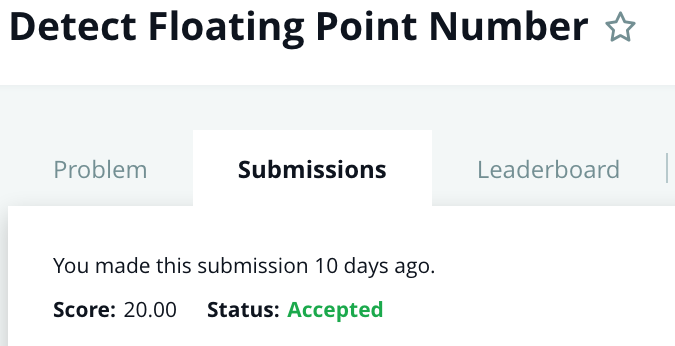 Detect Floating Point Number
Problem Submissions Leaderboard
You made this submission 10 days ago.
Score: 20.00 Status: Accepted